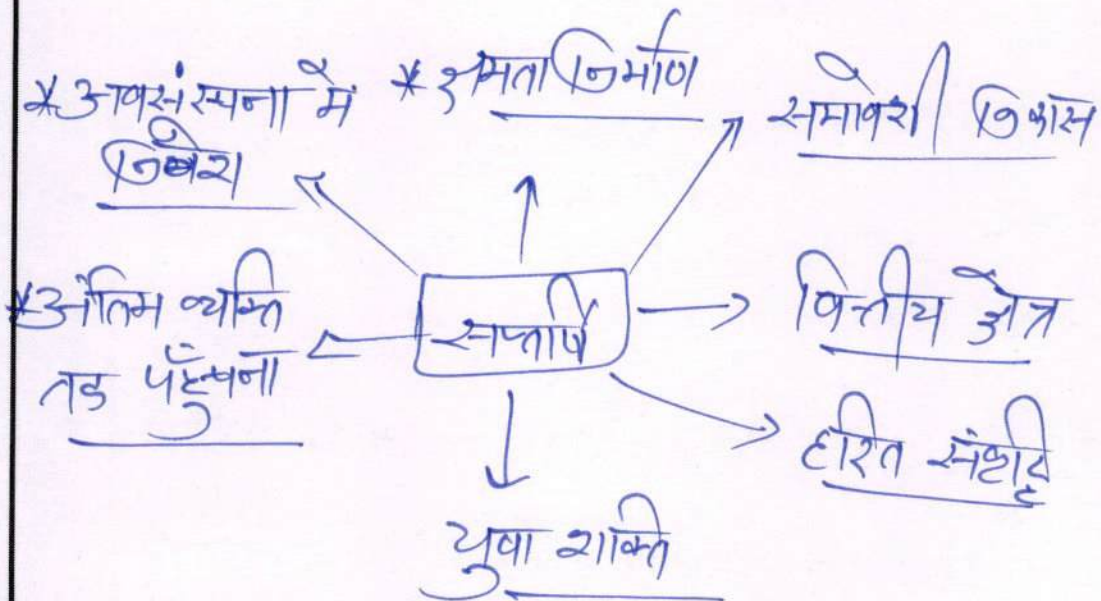 *अवसंरचना में
निवेश
*क्षमता निर्माण
समावेशी विकास
*अंतिम व्यक्ति
तक पहुँचना
सप्तर्षि
वित्तीय क्षेत्र
हरित संवृद्धि
युवा शक्ति